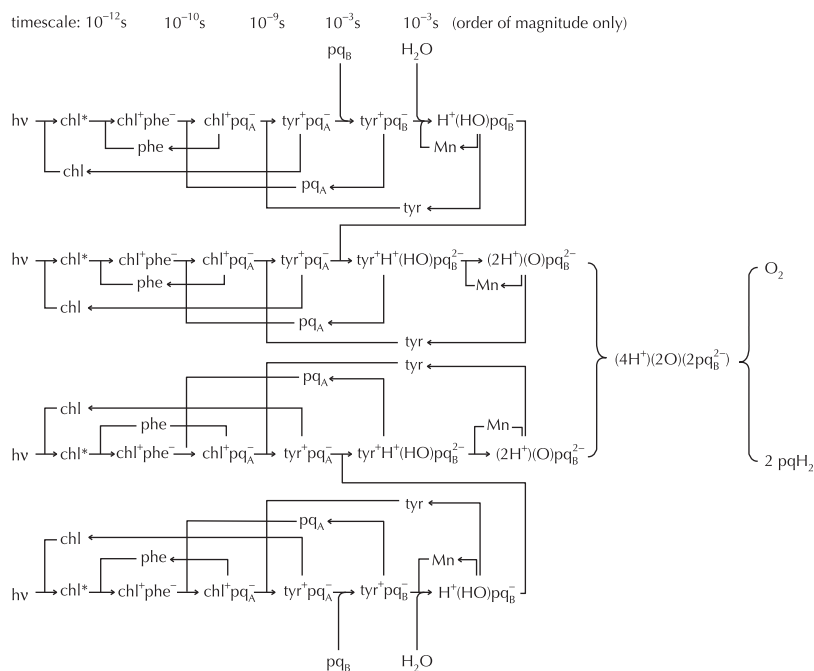 timescale: 10⁻¹²s 10⁻¹⁰s 10⁻⁹s 10⁻³s 10⁻³s (order of magnitude only)
pq_B H₂O
hν chl* chl⁺phe⁻ chl⁺pq_A⁻ tyr⁺pq_A⁻ tyr⁺pq_B⁻ H⁺(HO)pq_B⁻
phe Mn
chl
pq_A
tyr
hν chl* chl⁺phe⁻ chl⁺pq_A⁻ tyr⁺pq_A⁻ tyr⁺H⁺(HO)pq_B²⁻ (2H⁺)(O)pq_B²⁻
O₂
phe Mn
chl
pq_A
tyr
(4H⁺)(2O)(2pq_B²⁻)
tyr
pq_A
chl
phe Mn
hν chl* chl⁺phe⁻ chl⁺pq_A⁻ tyr⁺pq_A⁻ tyr⁺H⁺(HO)pq_B²⁻ (2H⁺)(O)pq_B²⁻
2 pqH₂
tyr
pq_A
chl
phe Mn
hν chl* chl⁺phe⁻ chl⁺pq_A⁻ tyr⁺pq_A⁻ tyr⁺pq_B⁻ H⁺(HO)pq_B⁻
pq_B H₂O